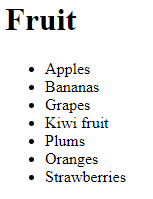 Fruit
Apples
Bananas
Grapes
Kiwi fruit
Plums
Oranges
Strawberries